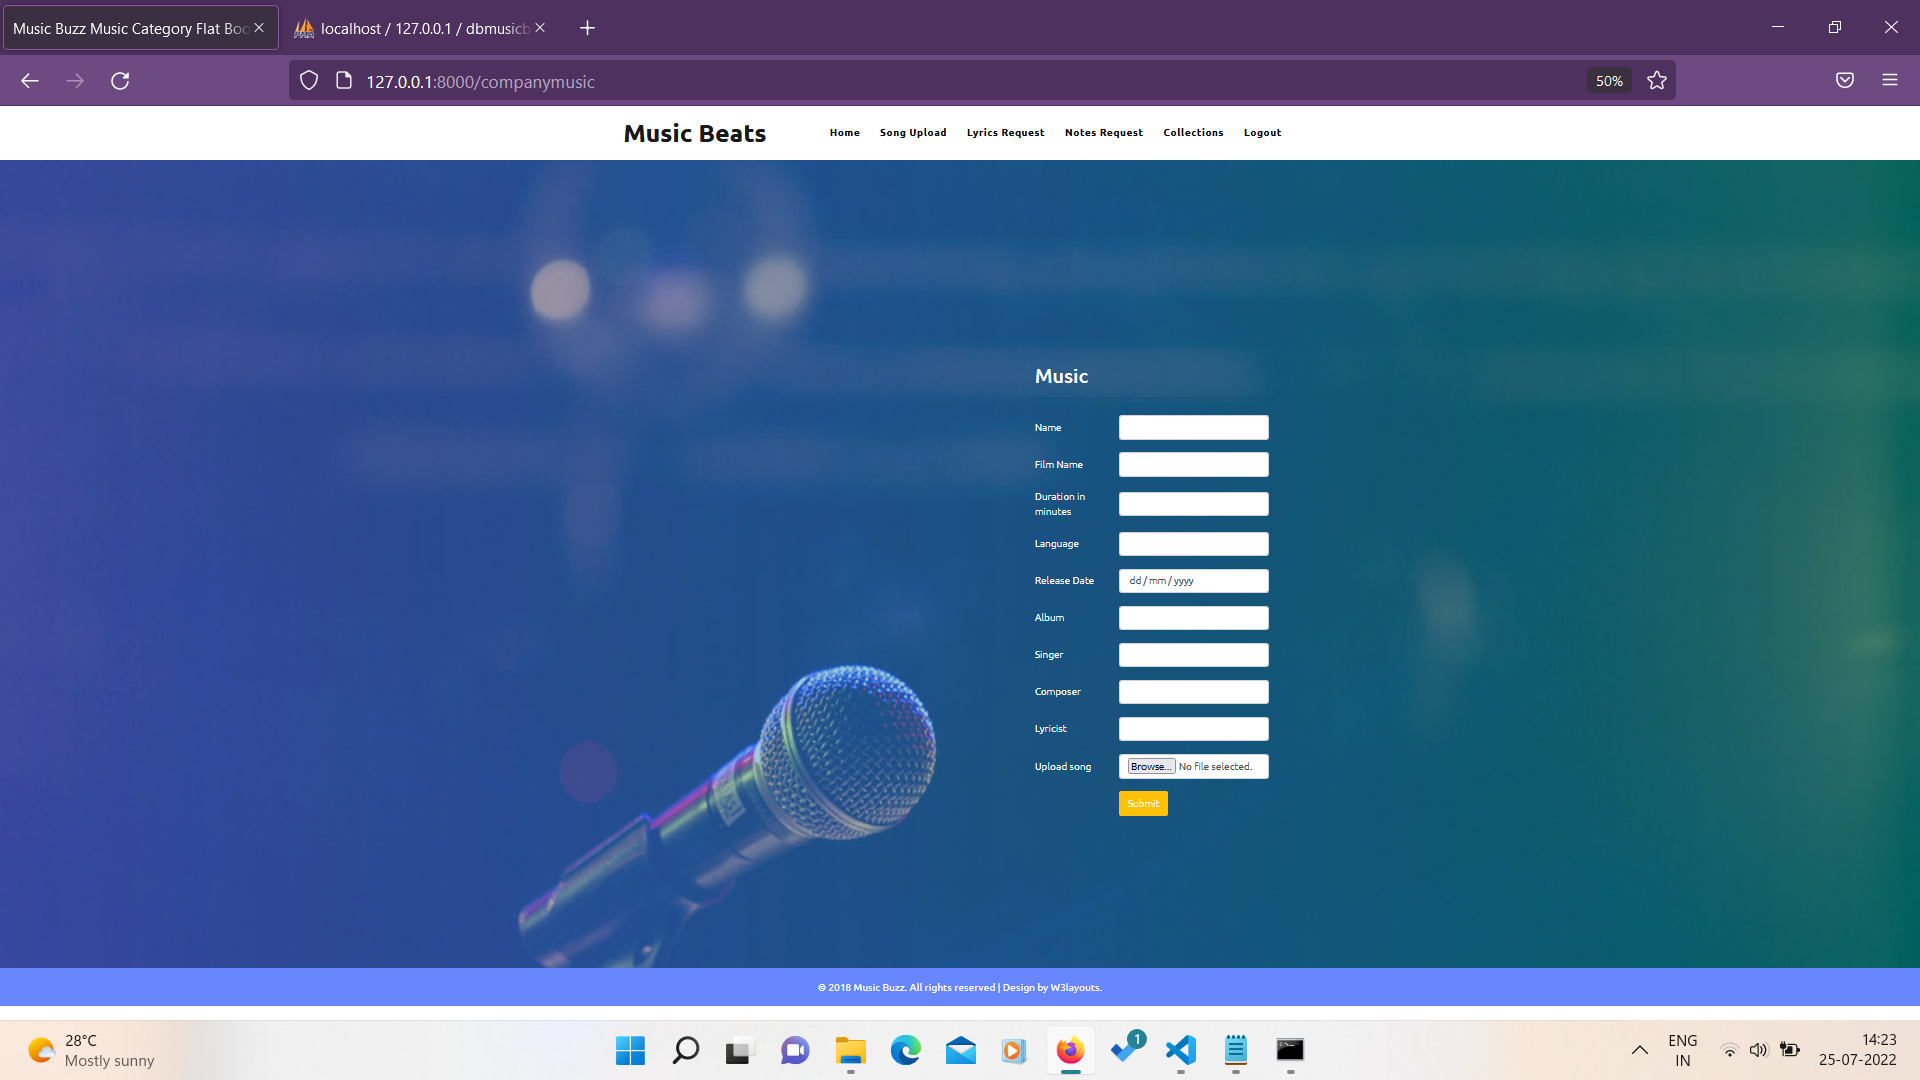 Music Buzz Music Category Flat Boo
localhost / 127.0.0.1 / dbmusicb
127.0.0.1:8000/companymusic
50%
Music Beats
Home
Song Upload
Lyrics Request
Notes Request
Collections
Logout
Music
Name
Film Name
Duration in
minutes
Language
Release Date
dd / mm / yyyy
Album
Singer
Composer
Lyricist
Upload song
Browse... No file selected.
Submit
© 2018 Music Buzz. All rights reserved | Design by W3layouts.
28°C
Mostly sunny
1
ENG
IN
14:23
25-07-2022